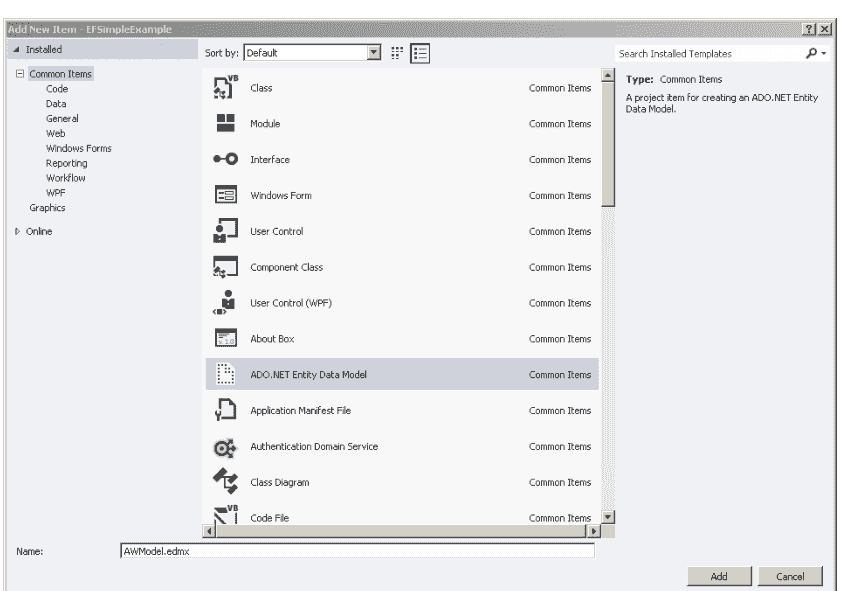 Add New Item - EFSimpleExample
Installed
Sort by: Default
Search Installed Templates
Common Items
Code
Data
General
Web
Windows Forms
Reporting
Workflow
WPF
Graphics
Online
VB
Class Common Items
Module Common Items
Interface Common Items
Windows Form Common Items
User Control Common Items
Component Class Common Items
User Control (WPF) Common Items
v 1.0
About Box Common Items
ADO.NET Entity Data Model Common Items
Application Manifest File Common Items
Authentication Domain Service Common Items
Class Diagram Common Items
VB
Code File Common Items
Type: Common Items
A project item for creating an ADO.NET Entity
Data Model.
Name: AWModel.edmx
Add Cancel